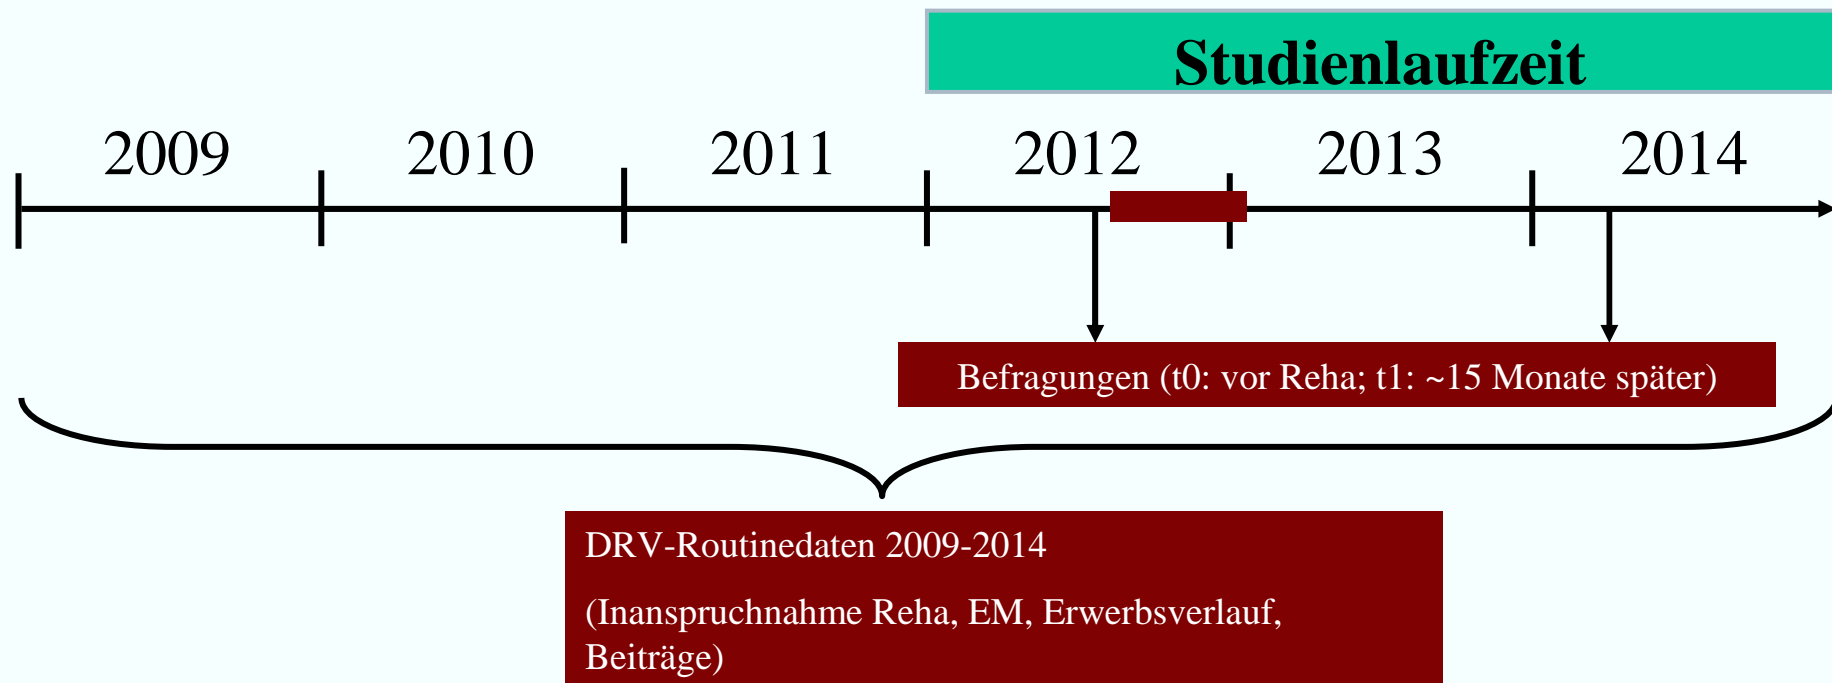 Studienlaufzeit
2009 2010 2011 2012 2013 2014
Befragungen (t0: vor Reha; t1: ~15 Monate später)
DRV-Routinedaten 2009-2014
(Inanspruchnahme Reha, EM, Erwerbsverlauf,
Beiträge)